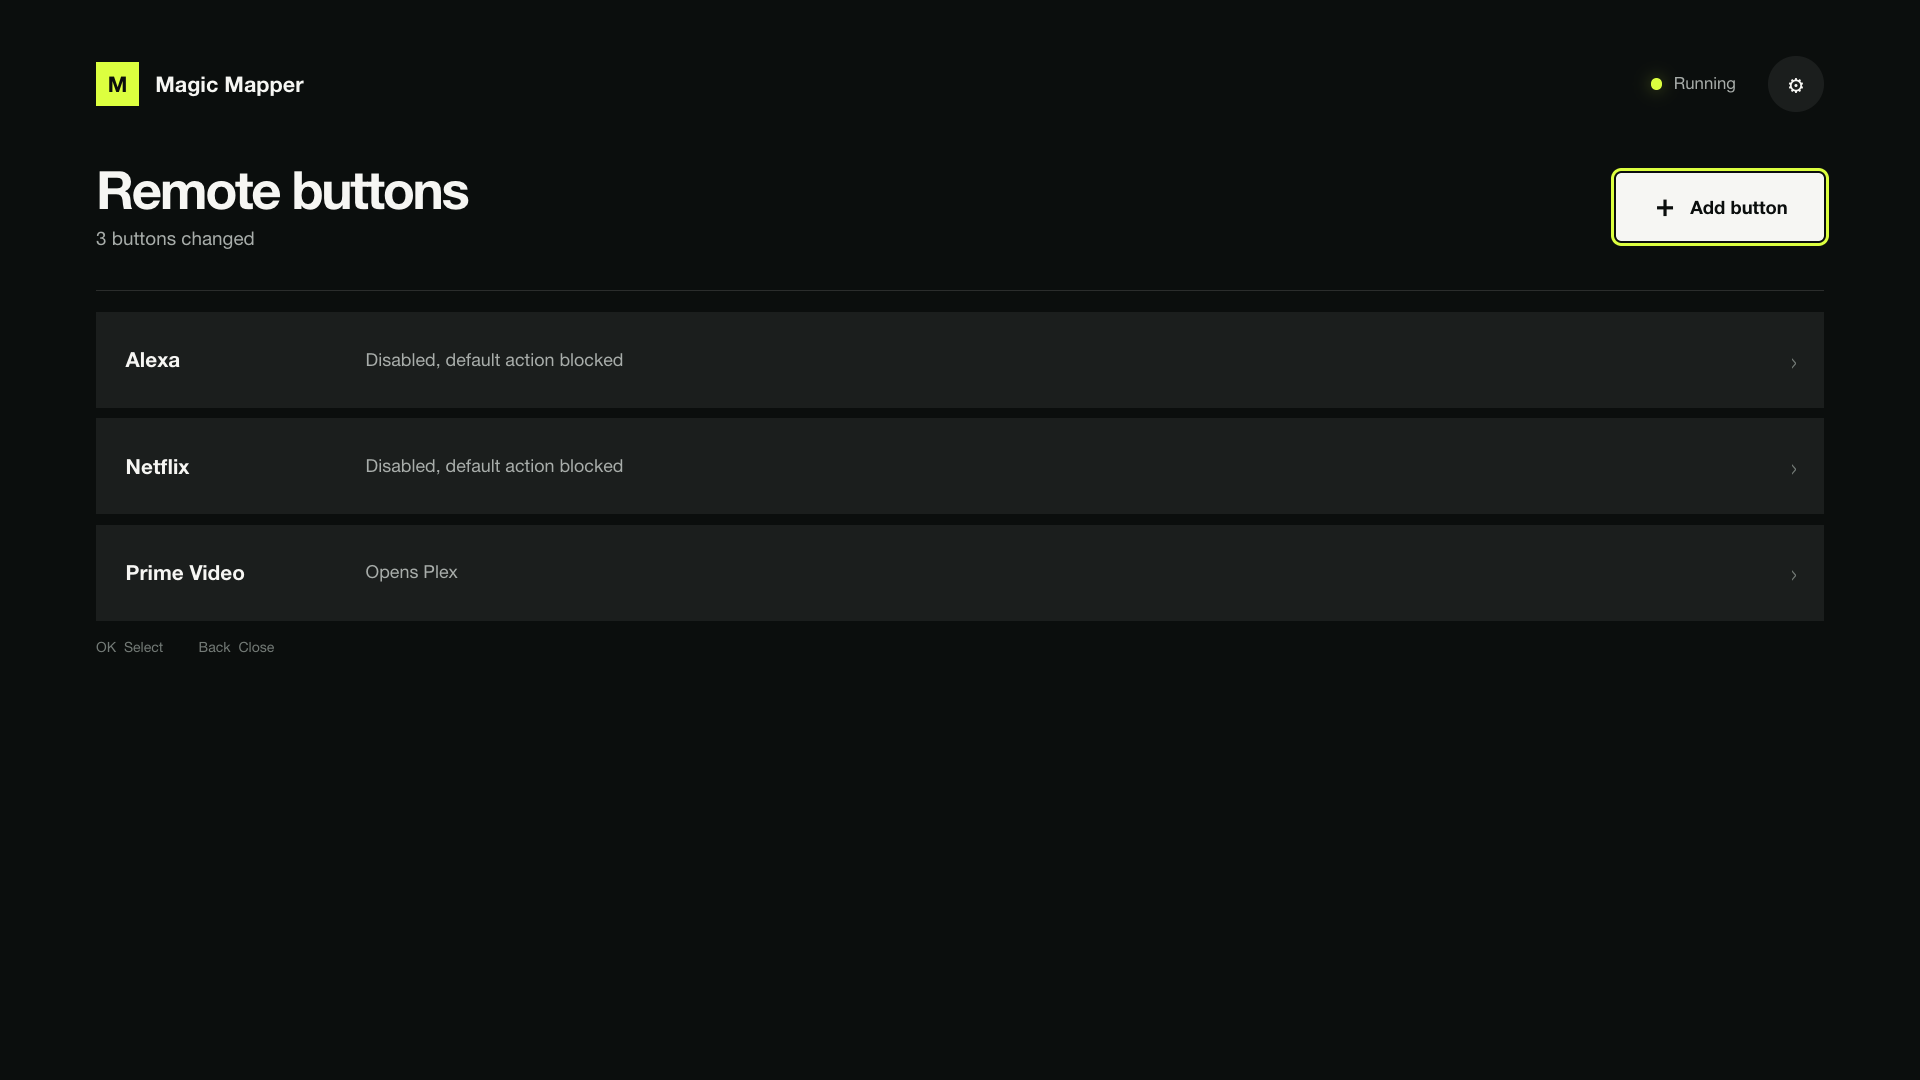 M Magic Mapper
Running ⚙
Remote buttons
3 buttons changed
+ Add button
Alexa Disabled, default action blocked ›
Netflix Disabled, default action blocked ›
Prime Video Opens Plex ›
OK Select Back Close